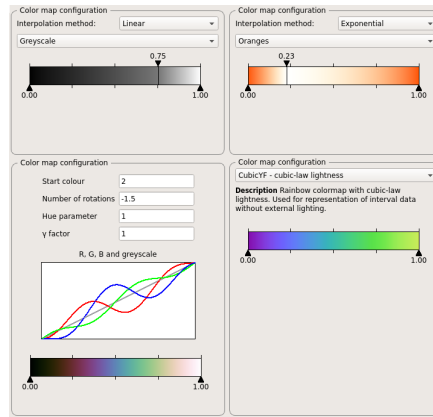 Color map configuration
Interpolation method: Linear
Greyscale
0.75
0.00 1.00
Color map configuration
Interpolation method: Exponential
Oranges
0.23
0.00 1.00
Color map configuration
Start colour 2
Number of rotations -1.5
Hue parameter 1
γ factor 1
R, G, B and greyscale
0.00 1.00
Color map configuration
CubicYF - cubic-law lightness
Description Rainbow colormap with cubic-law
lightness. Used for representation of interval data
without external lighting.
0.00 1.00